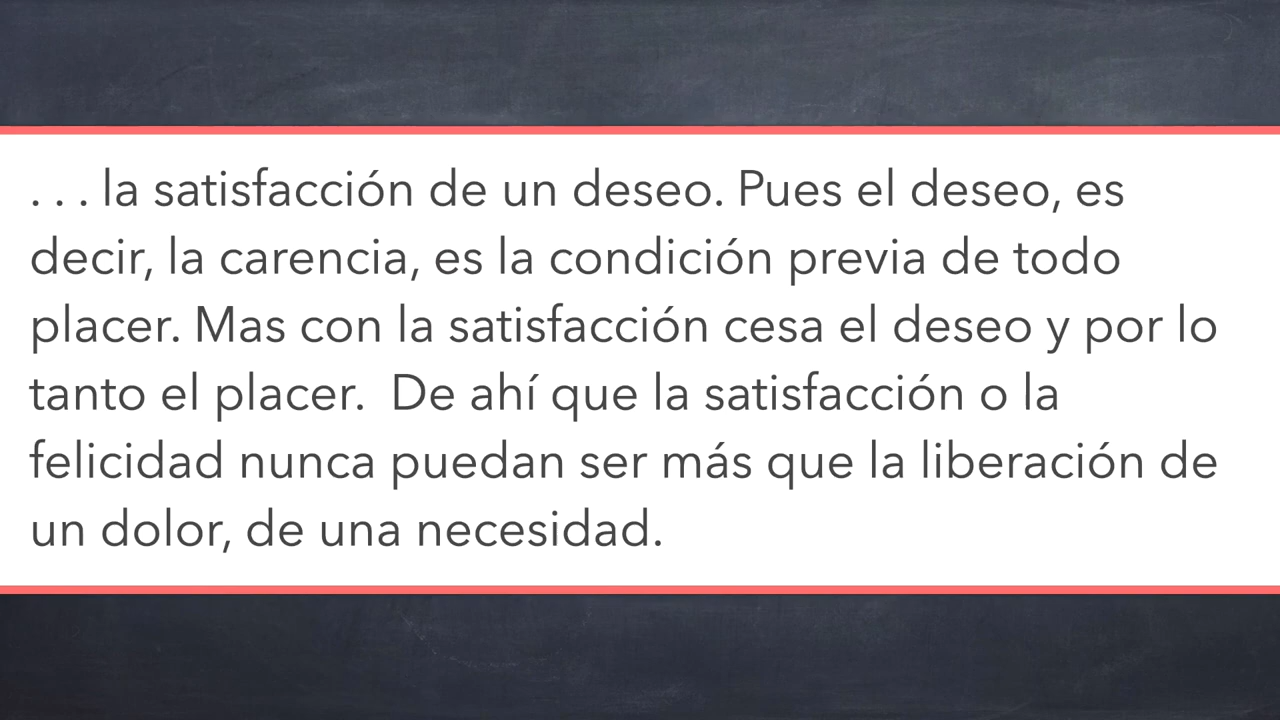 . . . la satisfacción de un deseo. Pues el deseo, es
decir, la carencia, es la condición previa de todo
placer. Mas con la satisfacción cesa el deseo y por lo
tanto el placer.  De ahí que la satisfacción o la
felicidad nunca puedan ser más que la liberación de
un dolor, de una necesidad.